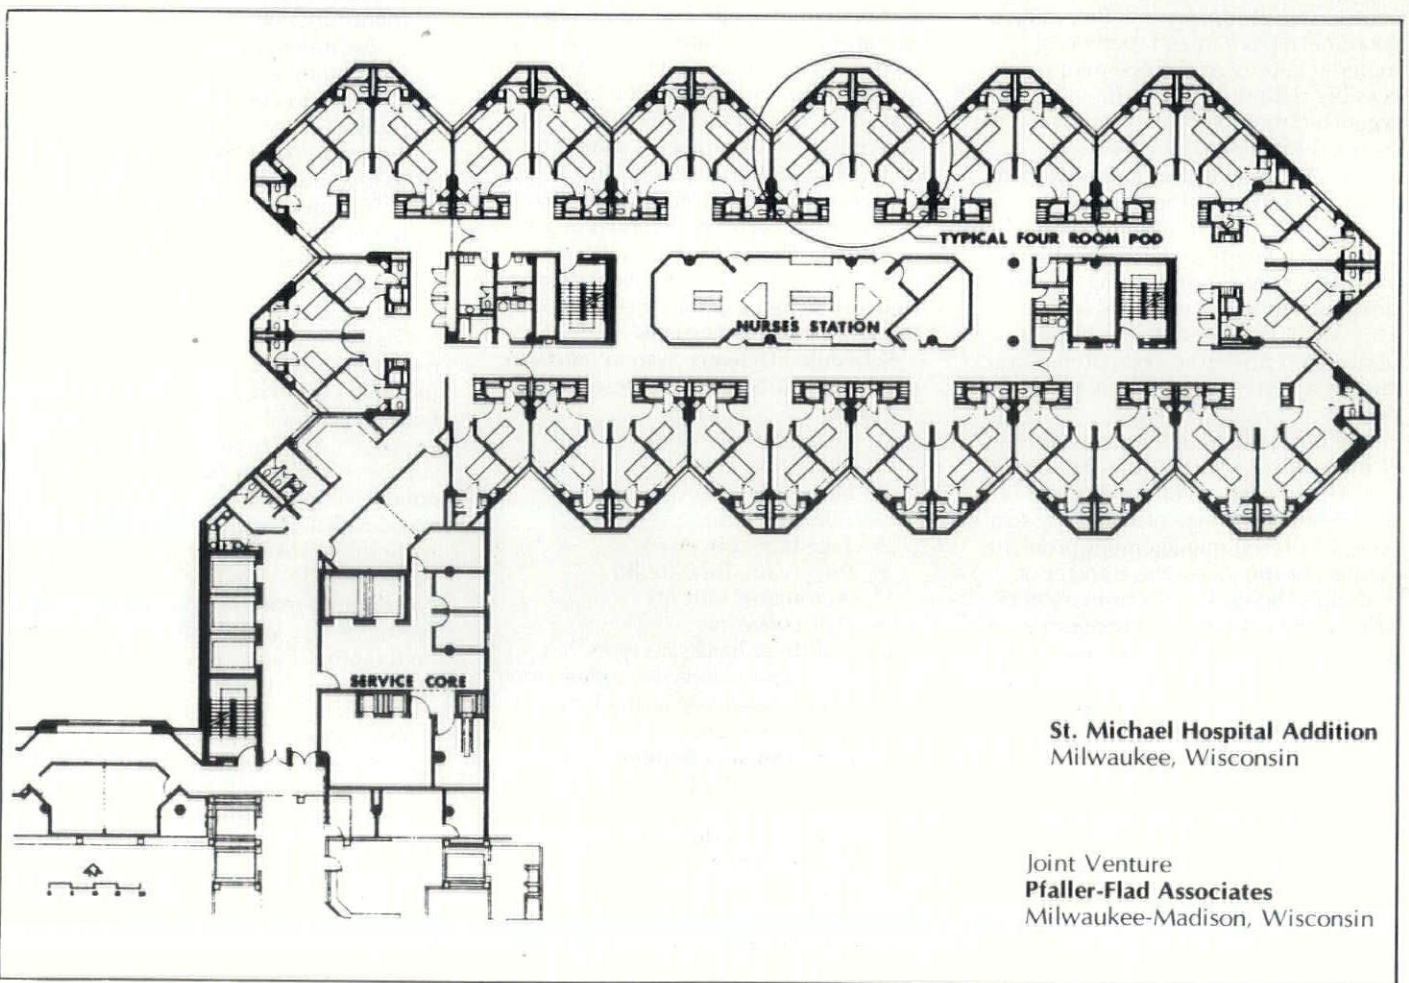 TYPICAL FOUR ROOM POD
NURSES STATION
SERVICE CORE
St. Michael Hospital Addition
Milwaukee, Wisconsin
Joint Venture
Pfaller-Flad Associates
Milwaukee-Madison, Wisconsin